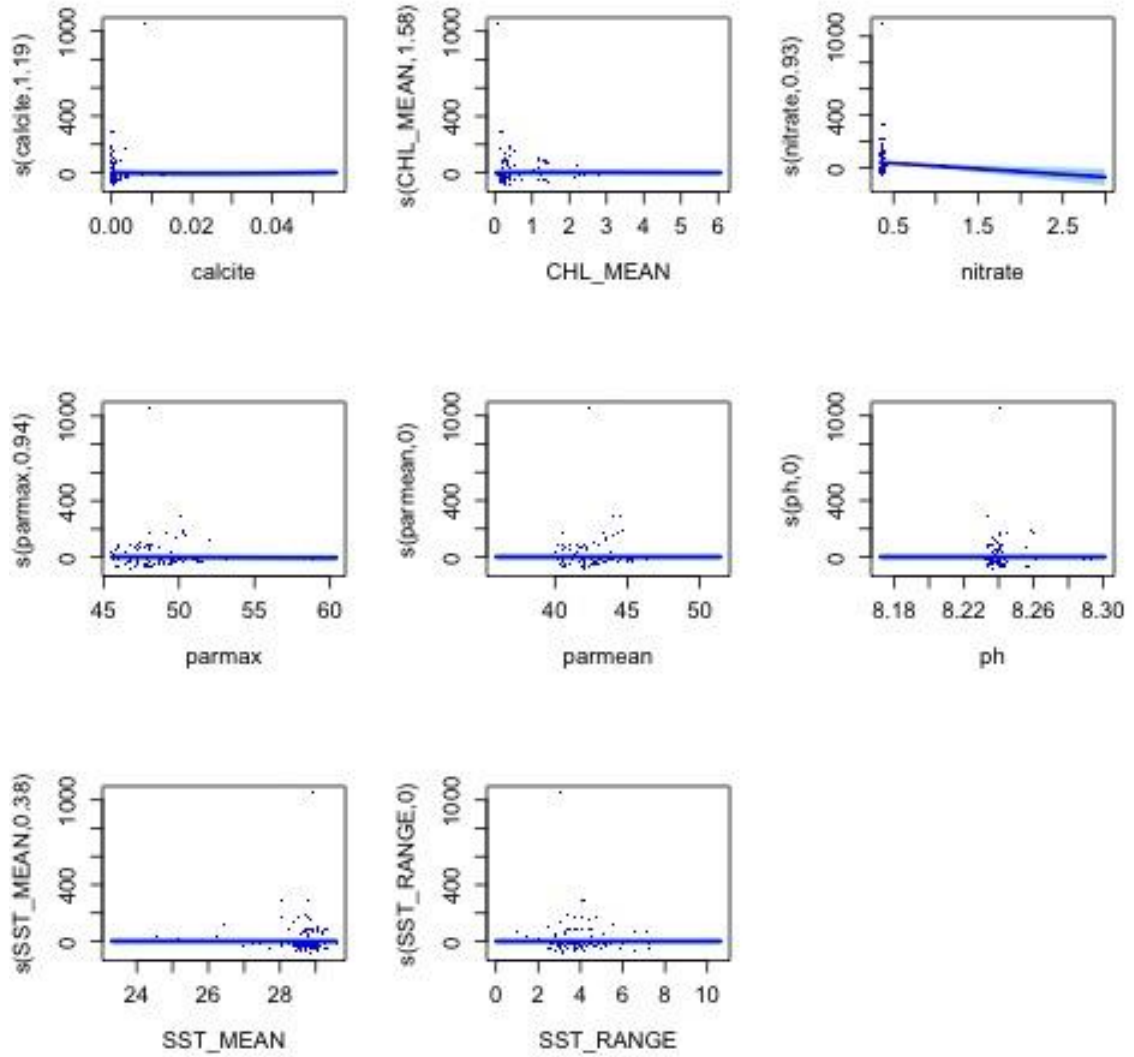 s(calcite,1.19)
0 400 1000
0.00 0.02 0.04
calcite
s(CHL_MEAN,1.58)
0 400 1000
0 1 2 3 4 5 6
CHL_MEAN
s(nitrate,0.93)
0 400 1000
0.5 1.5 2.5
nitrate
s(parmax,0.94)
0 400 1000
45 50 55 60
parmax
s(parmean,0)
0 400 1000
40 45 50
parmean
s(ph,0)
0 400 1000
8.18 8.22 8.26 8.30
ph
s(SST_MEAN,0.38)
0 400 1000
24 26 28
SST_MEAN
s(SST_RANGE,0)
0 400 1000
0 2 4 6 8 10
SST_RANGE